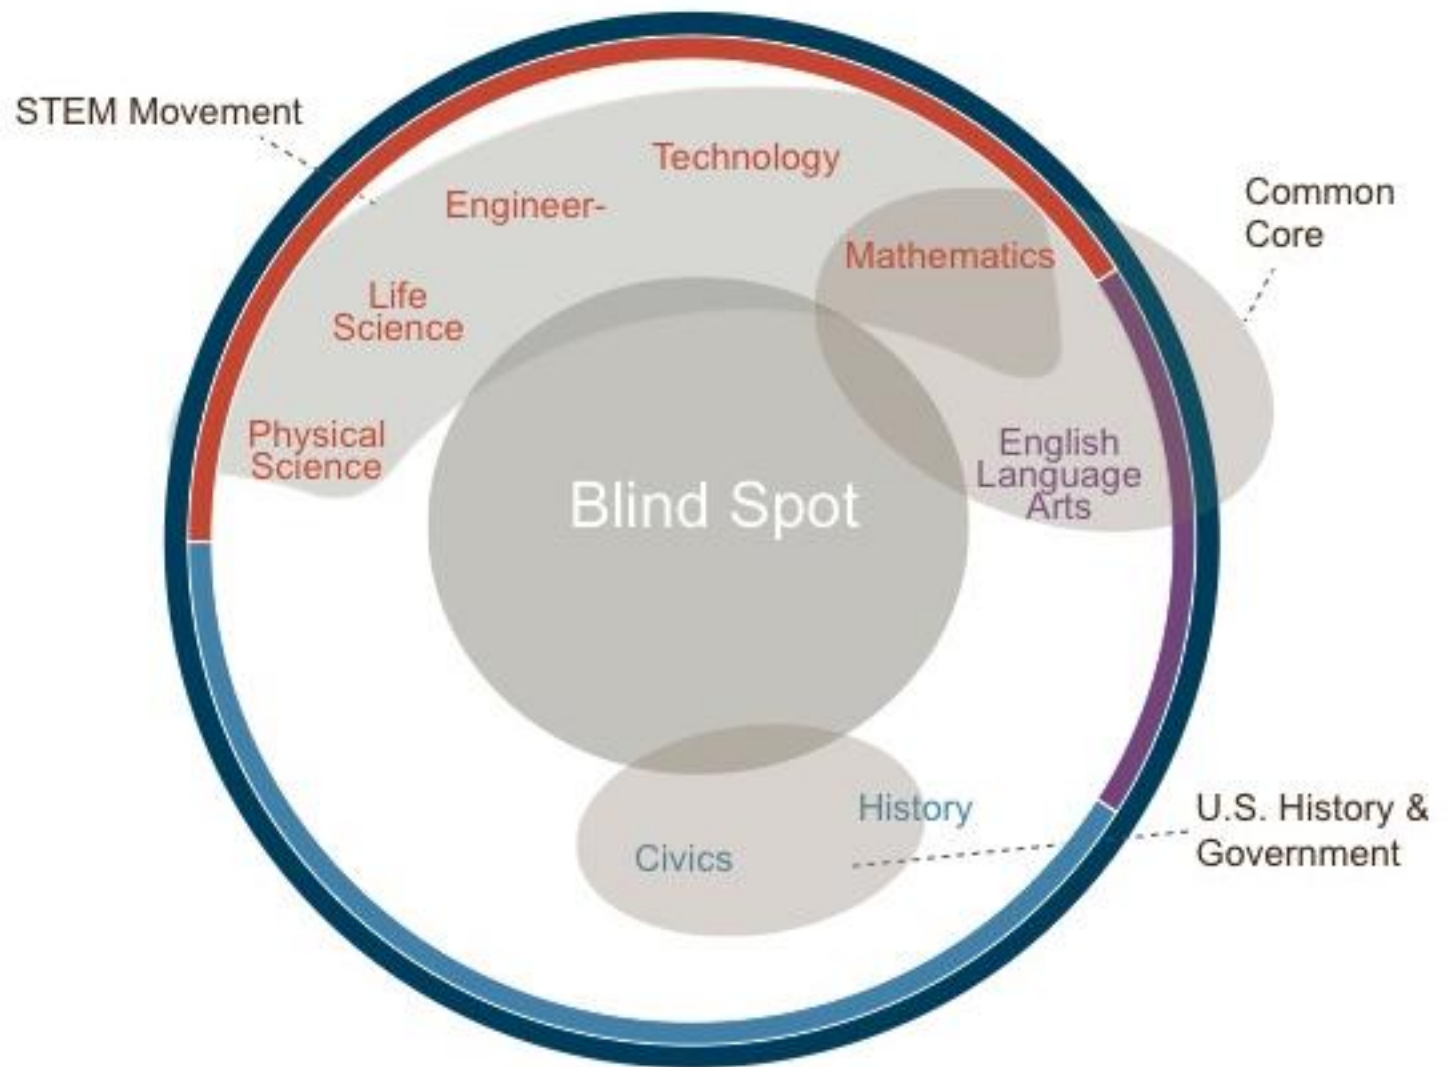 STEM Movement
Technology
Engineer-
Common
Core
Mathematics
Life
Science
Physical
Science
English
Language
Arts
Blind Spot
History
U.S. History &
Government
Civics